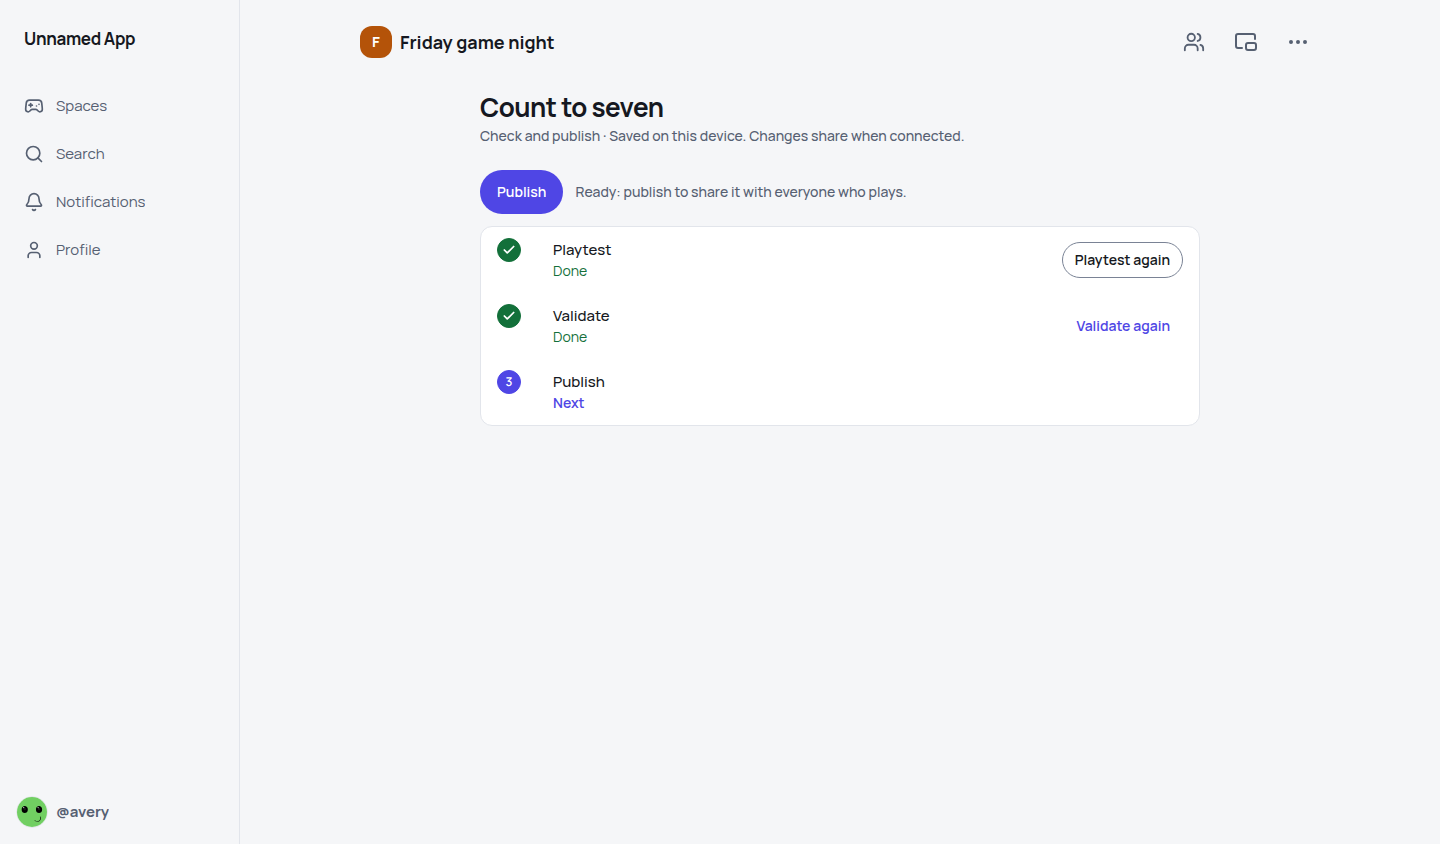 Unnamed App
Spaces
Search
Notifications
Profile
@avery
F Friday game night
Count to seven
Check and publish · Saved on this device. Changes share when connected.
Publish Ready: publish to share it with everyone who plays.
Playtest
Done
Playtest again
Validate
Done
Validate again
3 Publish
Next